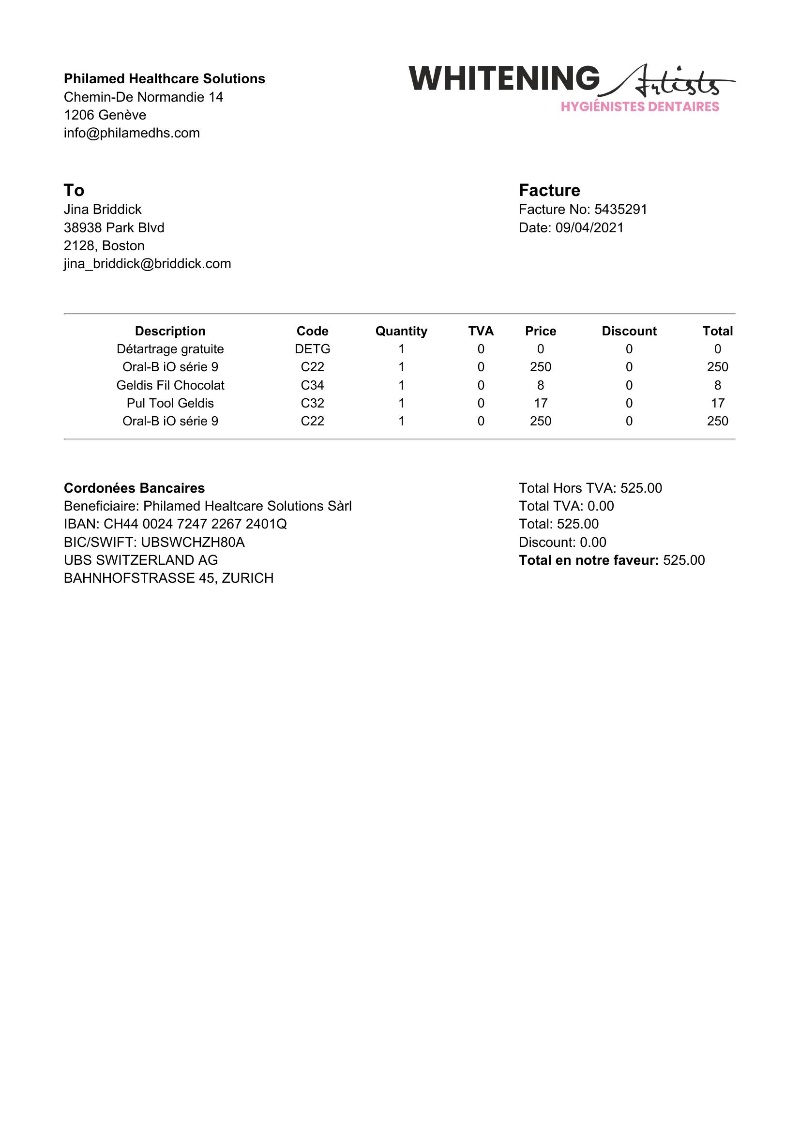 Philamed Healthcare Solutions
Chemin-De Normandie 14
1206 Genève
info@philamedhs.com
WHITENING Artists
HYGIÉNISTES DENTAIRES
To
Jina Briddick
38938 Park Blvd
2128, Boston
jina_briddick@briddick.com
Facture
Facture No: 5435291
Date: 09/04/2021
Description Code Quantity TVA Price Discount Total
Détartrage gratuite DETG 1 0 0 0 0
Oral-B iO série 9 C22 1 0 250 0 250
Geldis Fil Chocolat C34 1 0 8 0 8
Pul Tool Geldis C32 1 0 17 0 17
Oral-B iO série 9 C22 1 0 250 0 250
Cordonées Bancaires
Beneficiaire: Philamed Healtcare Solutions Sàrl
IBAN: CH44 0024 7247 2267 2401Q
BIC/SWIFT: UBSWCHZH80A
UBS SWITZERLAND AG
BAHNHOFSTRASSE 45, ZURICH
Total Hors TVA: 525.00
Total TVA: 0.00
Total: 525.00
Discount: 0.00
Total en notre faveur: 525.00